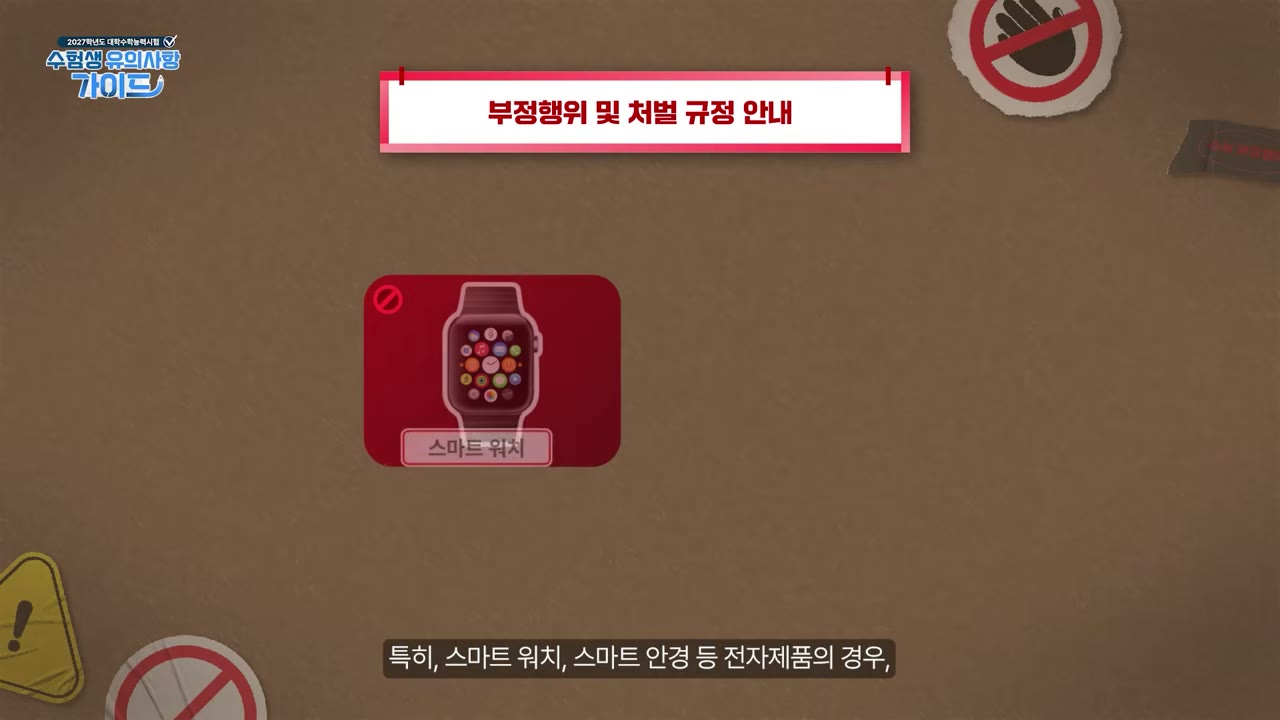 2027학년도 대학수학능력시험
수험생 유의사항
가이드
부정행위 및 처벌 규정 안내
스마트 워치
특히, 스마트 워치, 스마트 안경 등 전자제품의 경우,